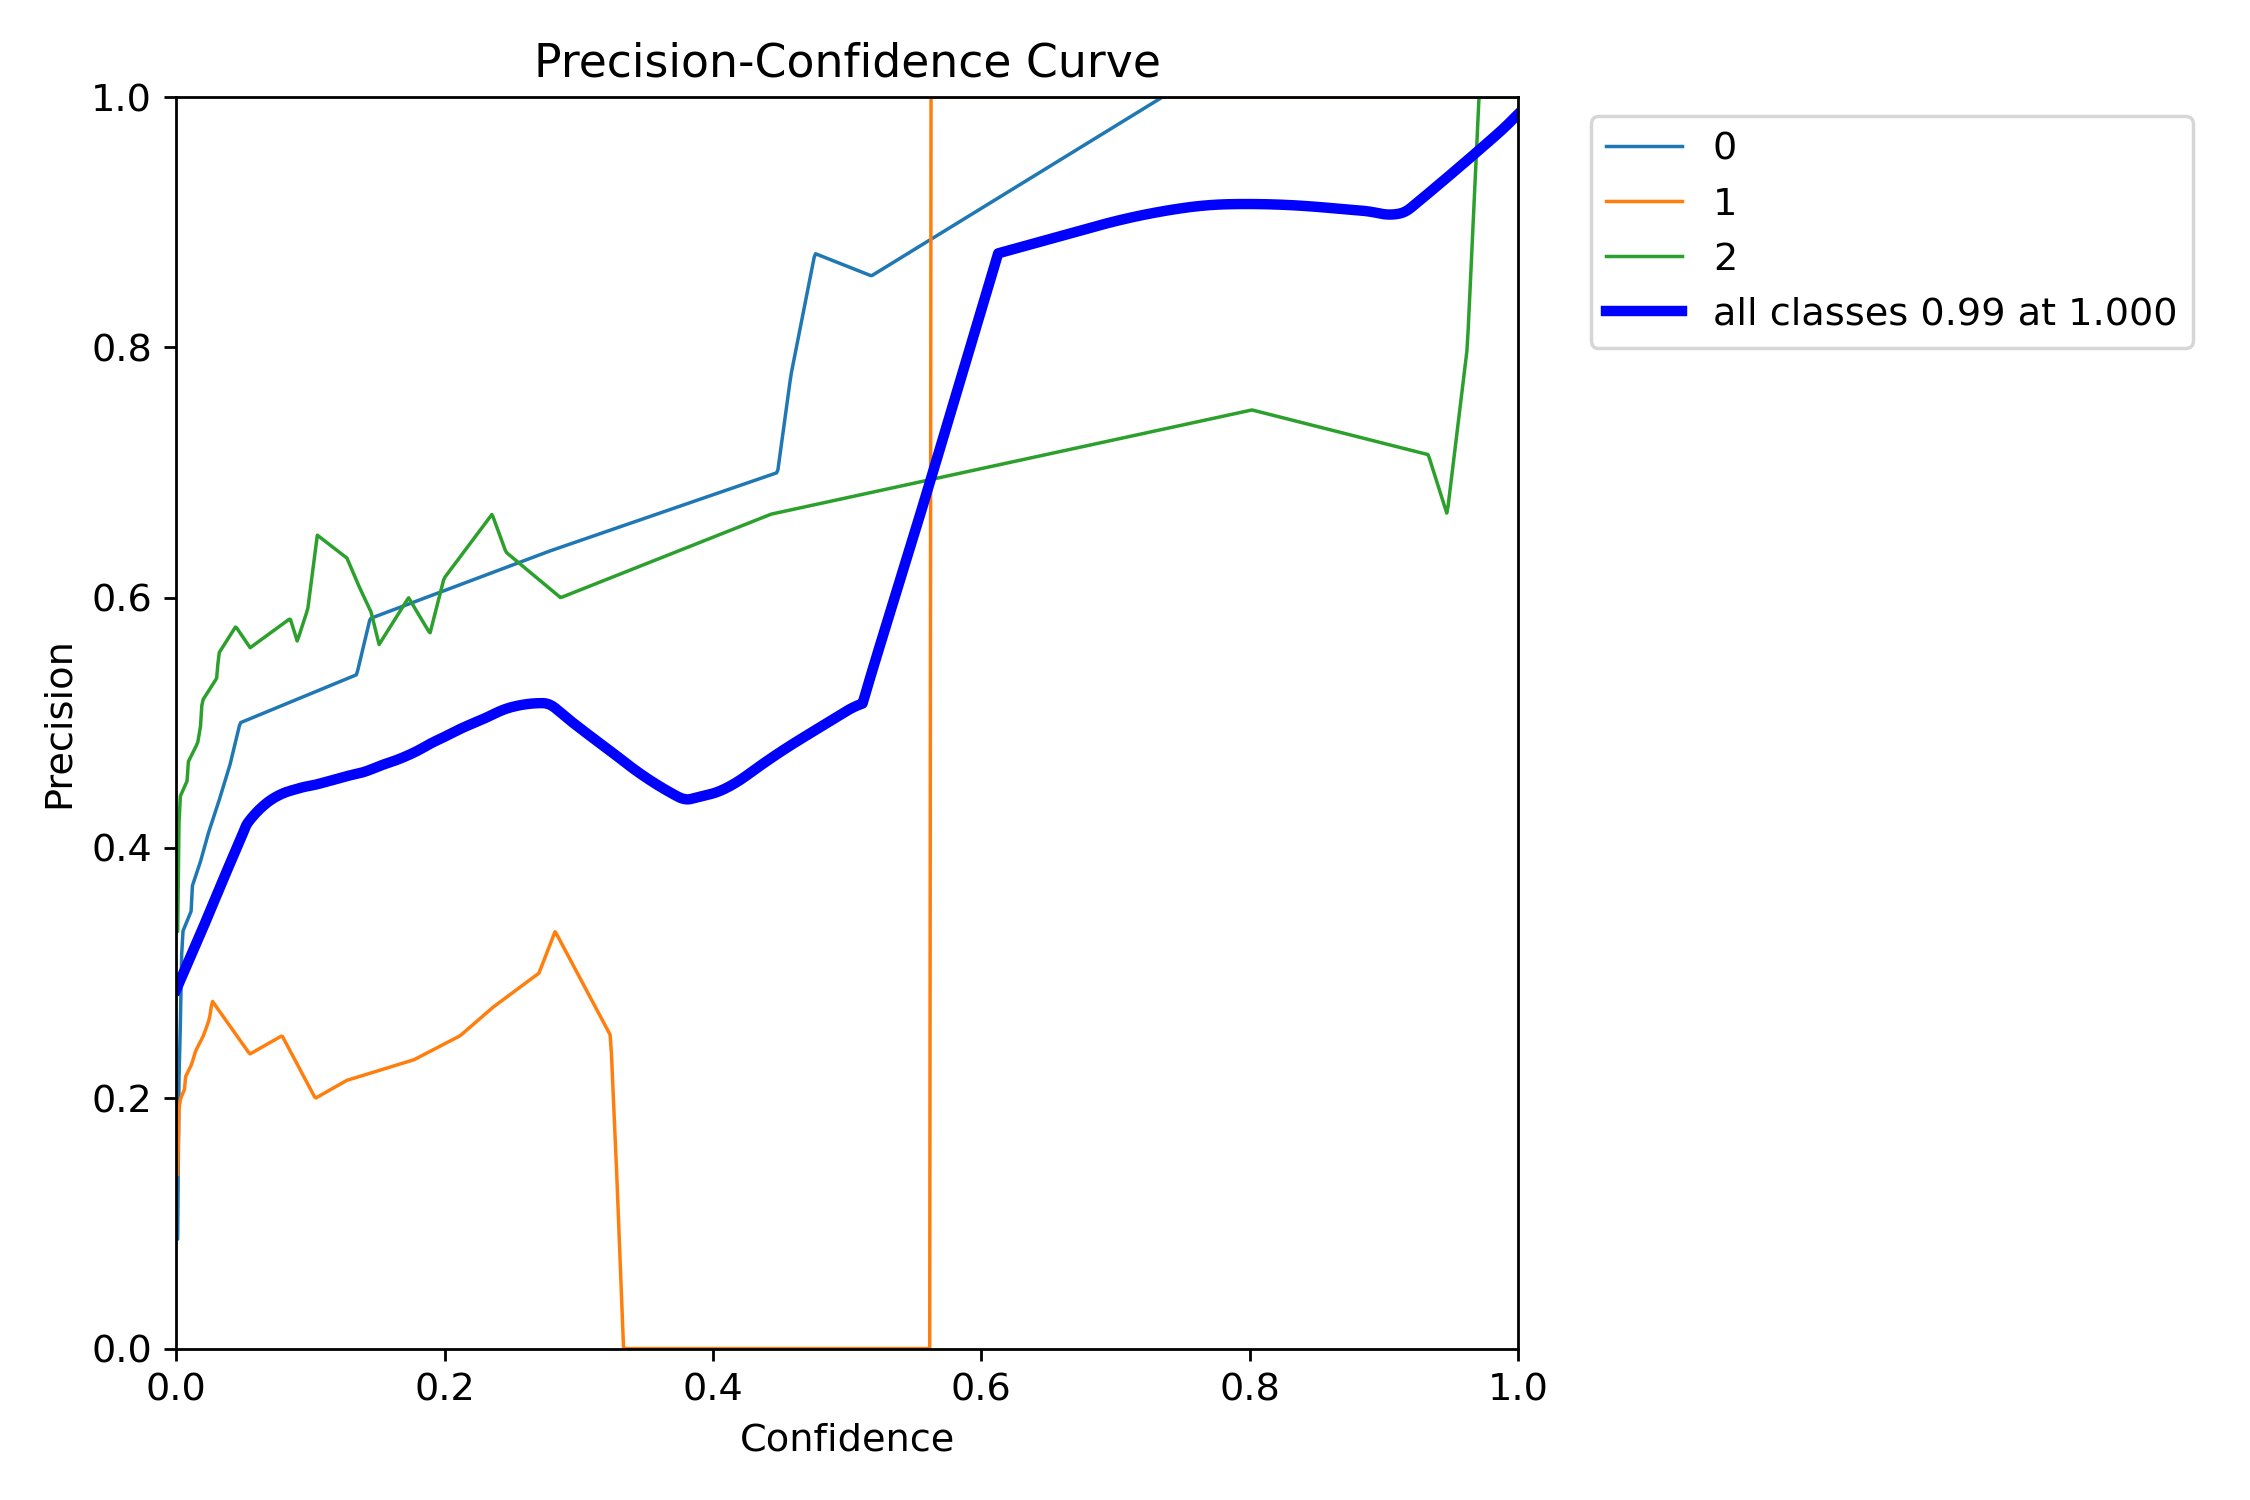 Precision-Confidence Curve
1.0
0.8
0.6
0.4
0.2
0.0
Precision
0.0 0.2 0.4 0.6 0.8 1.0
Confidence
0
1
2
all classes 0.99 at 1.000